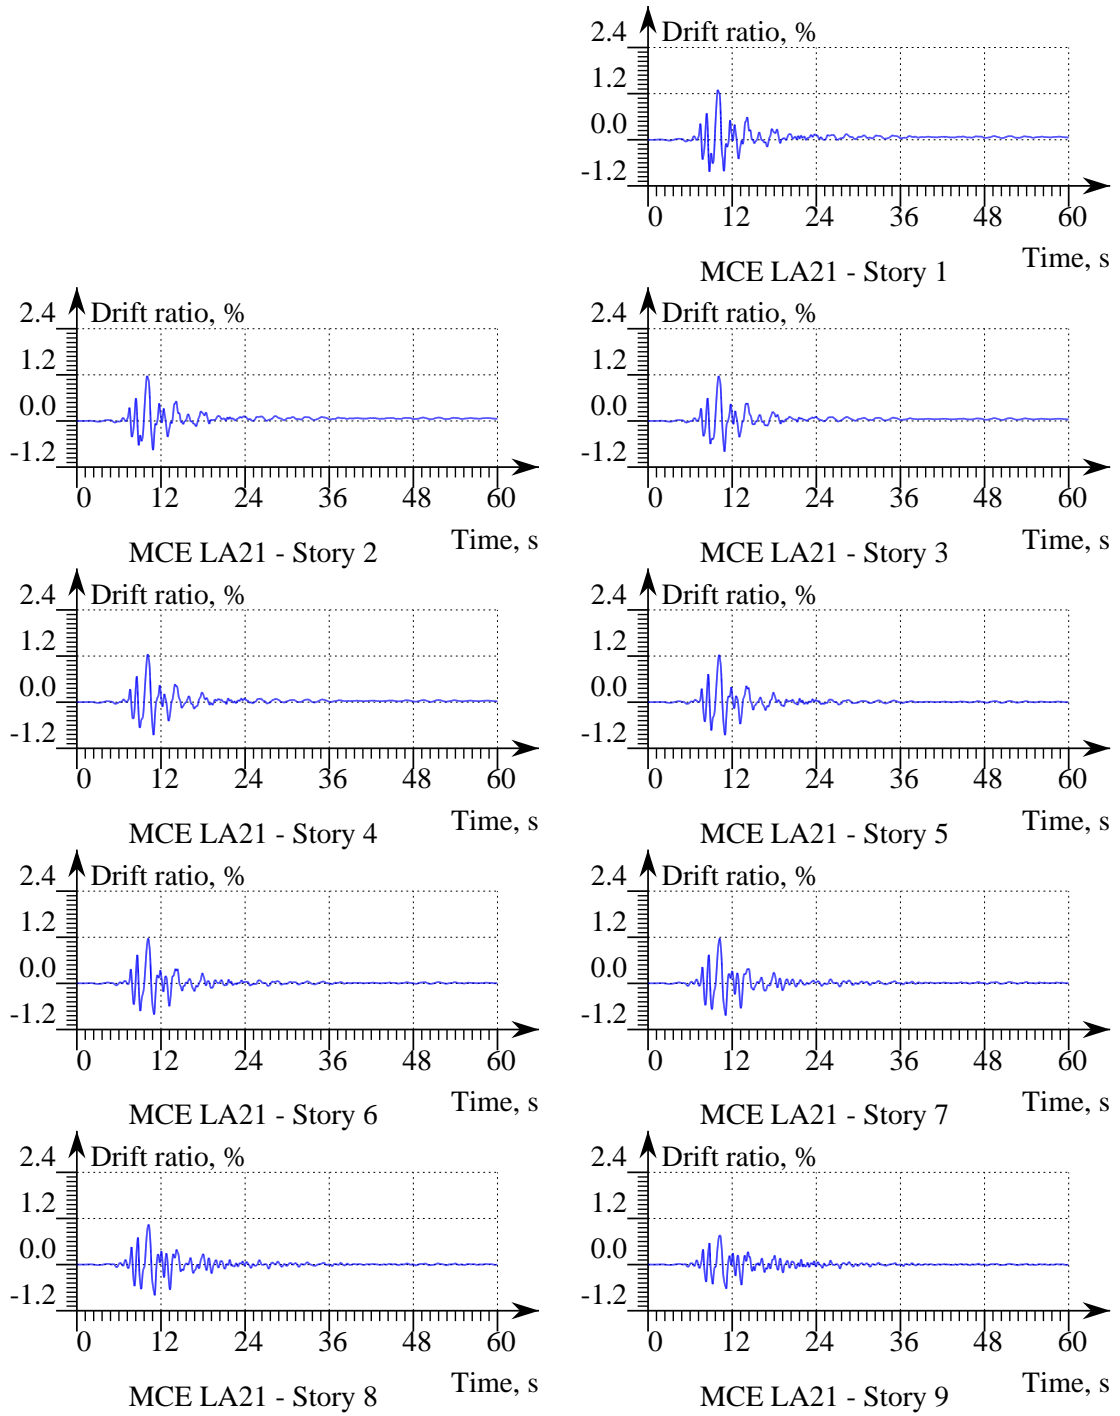 Drift ratio, %
2.4
1.2
0.0
-1.2
0 12 24 36 48 60
Time, s
MCE LA21 - Story 1
Drift ratio, %
2.4
1.2
0.0
-1.2
0 12 24 36 48 60
Time, s
MCE LA21 - Story 2
Drift ratio, %
2.4
1.2
0.0
-1.2
0 12 24 36 48 60
Time, s
MCE LA21 - Story 3
Drift ratio, %
2.4
1.2
0.0
-1.2
0 12 24 36 48 60
Time, s
MCE LA21 - Story 4
Drift ratio, %
2.4
1.2
0.0
-1.2
0 12 24 36 48 60
Time, s
MCE LA21 - Story 5
Drift ratio, %
2.4
1.2
0.0
-1.2
0 12 24 36 48 60
Time, s
MCE LA21 - Story 6
Drift ratio, %
2.4
1.2
0.0
-1.2
0 12 24 36 48 60
Time, s
MCE LA21 - Story 7
Drift ratio, %
2.4
1.2
0.0
-1.2
0 12 24 36 48 60
Time, s
MCE LA21 - Story 8
Drift ratio, %
2.4
1.2
0.0
-1.2
0 12 24 36 48 60
Time, s
MCE LA21 - Story 9